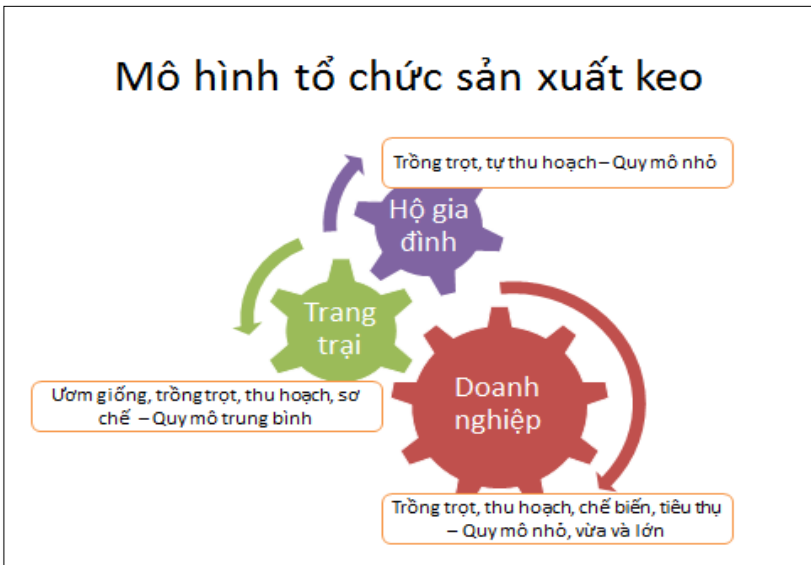 Mô hình tổ chức sản xuất keo
Trồng trọt, tự thu hoạch – Quy mô nhỏ
Hộ gia
đình
Trang
trại
Ươm giống, trồng trọt, thu hoạch, sơ
chế – Quy mô trung bình
Doanh
nghiệp
Trồng trọt, thu hoạch, chế biến, tiêu thụ
– Quy mô nhỏ, vừa và lớn